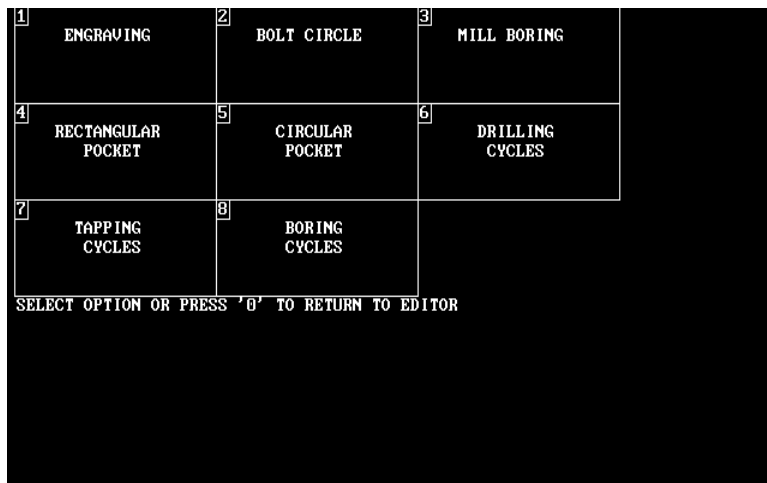 1
ENGRAVING
2
BOLT CIRCLE
3
MILL BORING
4
RECTANGULAR
POCKET
5
CIRCULAR
POCKET
6
DRILLING
CYCLES
7
TAPPING
CYCLES
8
BORING
CYCLES
SELECT OPTION OR PRESS '0' TO RETURN TO EDITOR